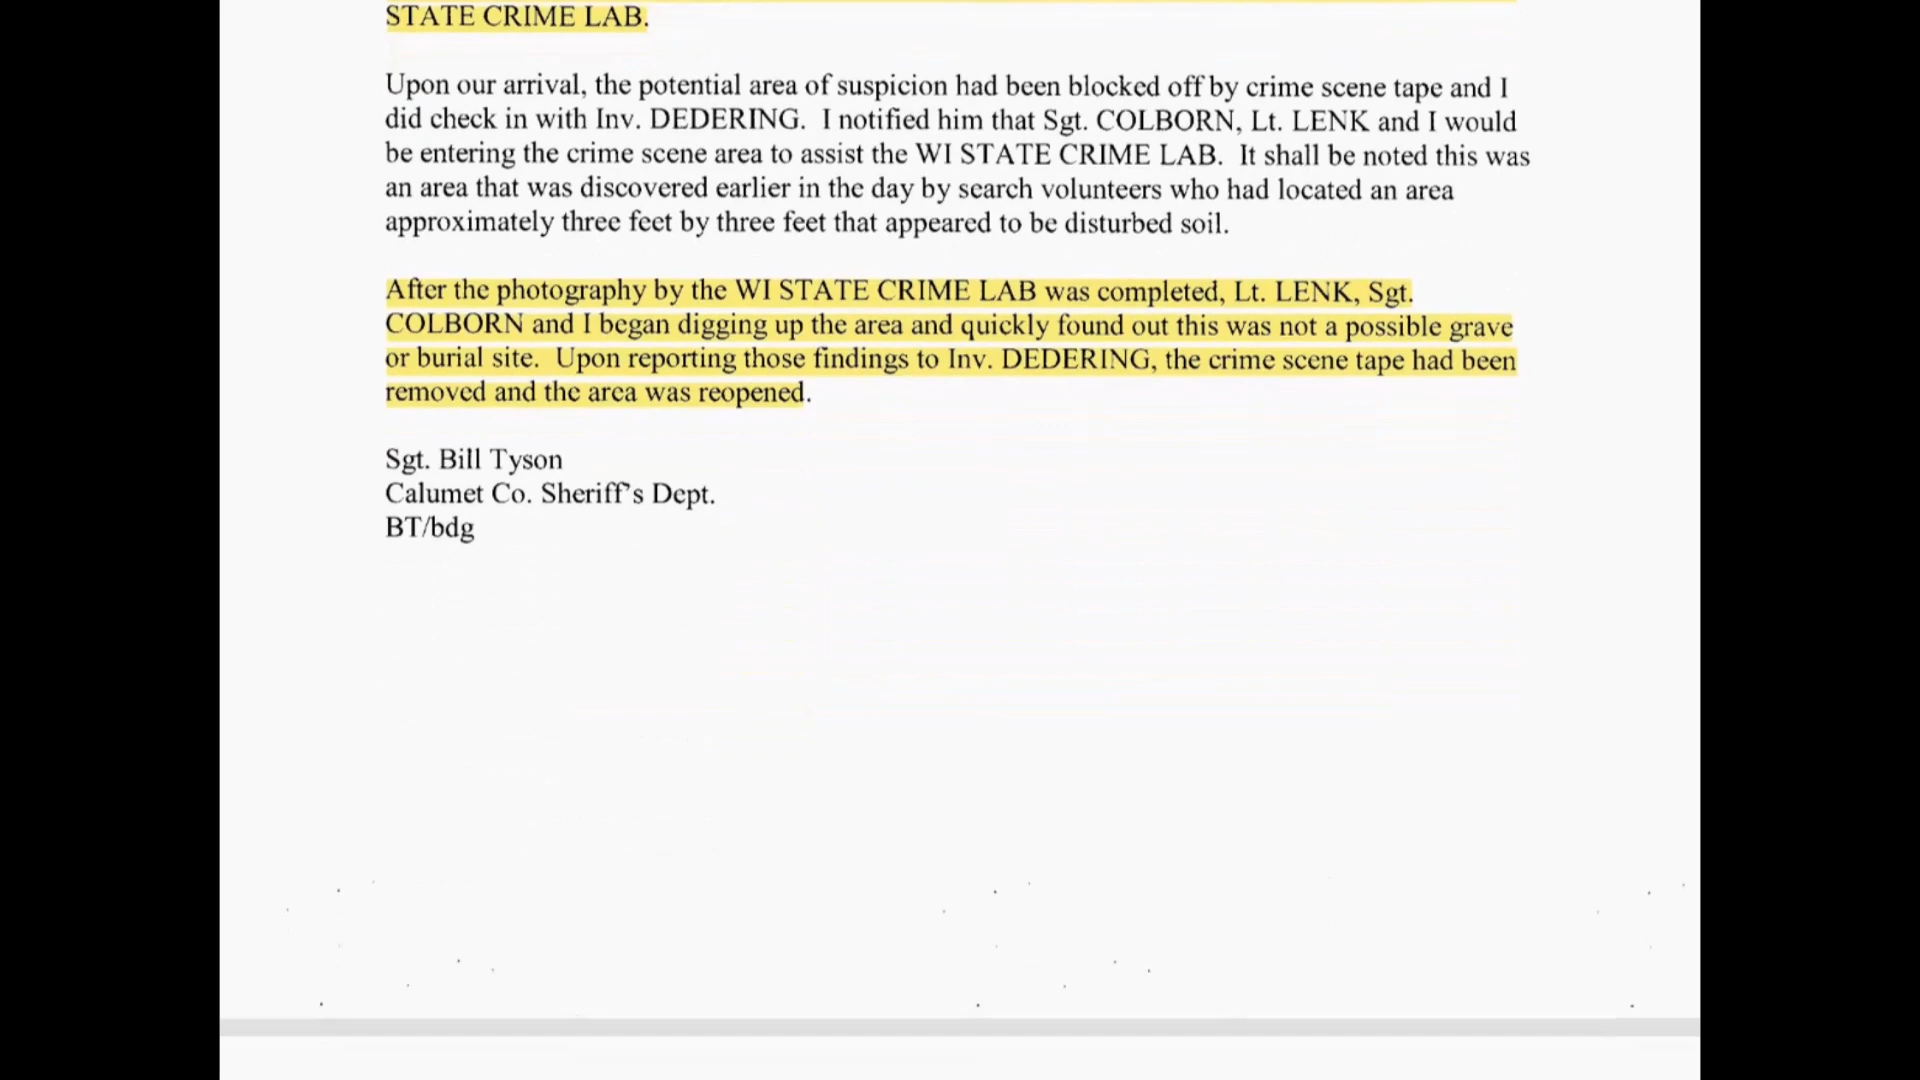 STATE CRIME LAB.
Upon our arrival, the potential area of suspicion had been blocked off by crime scene tape and I
did check in with Inv. DEDERING.  I notified him that Sgt. COLBORN, Lt. LENK and I would
be entering the crime scene area to assist the WI STATE CRIME LAB.  It shall be noted this was
an area that was discovered earlier in the day by search volunteers who had located an area
approximately three feet by three feet that appeared to be disturbed soil.
After the photography by the WI STATE CRIME LAB was completed, Lt. LENK, Sgt.
COLBORN and I began digging up the area and quickly found out this was not a possible grave
or burial site.  Upon reporting those findings to Inv. DEDERING, the crime scene tape had been
removed and the area was reopened.
Sgt. Bill Tyson
Calumet Co. Sheriff's Dept.
BT/bdg